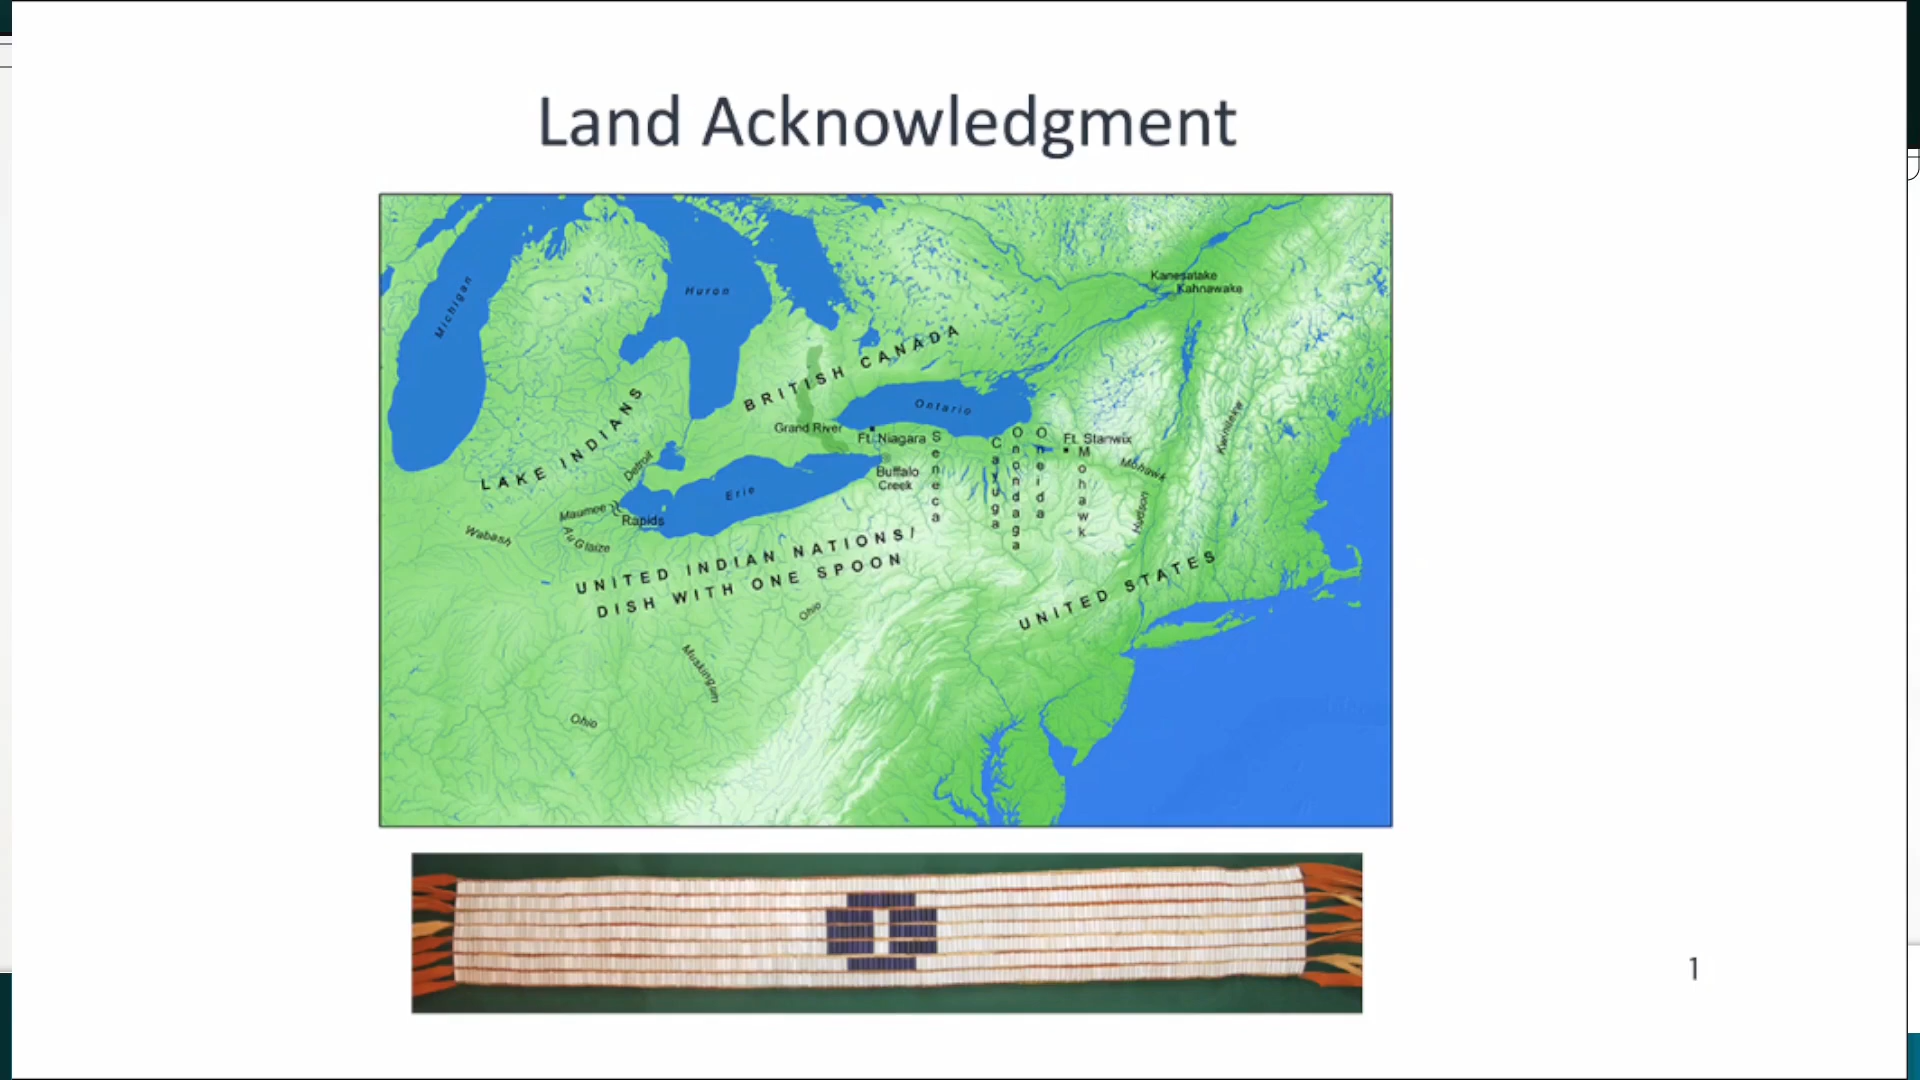 Land Acknowledgment
Michigan
Huron
Kanesatake
Kahnawake
BRITISH CANADA
LAKE INDIANS
Ontario
Grand River
Ft. Niagara
Seneca
Cayuga
Onondaga
Oneida
Ft. Stanwix
Mohawk
Mohawk
Kwinitekw
Detroit
Buffalo
Creek
Erie
Hudson
Maumee
Rapids
Wabash
Au Glaize
UNITED INDIAN NATIONS/
DISH WITH ONE SPOON
UNITED STATES
Ohio
Muskingum
Ohio
1